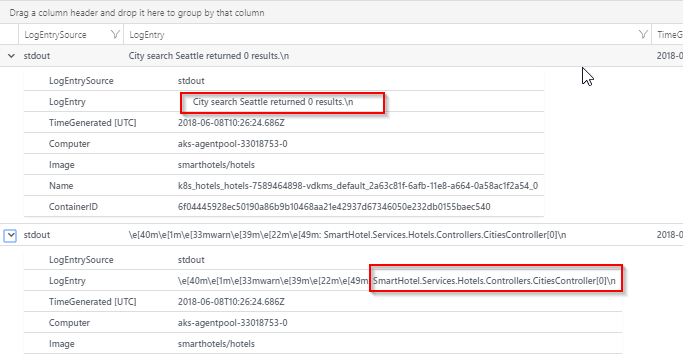 Drag a column header and drop it here to group by that column
LogEntrySource LogEntry TimeG
stdout City search Seattle returned 0 results.\n 2018-0
LogEntrySource stdout
LogEntry City search Seattle returned 0 results.\n
TimeGenerated [UTC] 2018-06-08T10:26:24.686Z
Computer aks-agentpool-33018753-0
Image smarthotels/hotels
Name k8s_hotels_hotels-7589464898-vdkms_default_2a63c81f-6afb-11e8-a664-0a58ac1f2a54_0
ContainerID 6f04445928ec50190a86b9b10468aa21e42937d67346050e232db0155baec540
stdout \e[40m\e[1m\e[33mwarn\e[39m\e[22m\e[49m: SmartHotel.Services.Hotels.Controllers.CitiesController[0]\n 2018-0
LogEntrySource stdout
LogEntry \e[40m\e[1m\e[33mwarn\e[39m\e[22m\e[49m: SmartHotel.Services.Hotels.Controllers.CitiesController[0]\n
TimeGenerated [UTC] 2018-06-08T10:26:24.686Z
Computer aks-agentpool-33018753-0
Image smarthotels/hotels